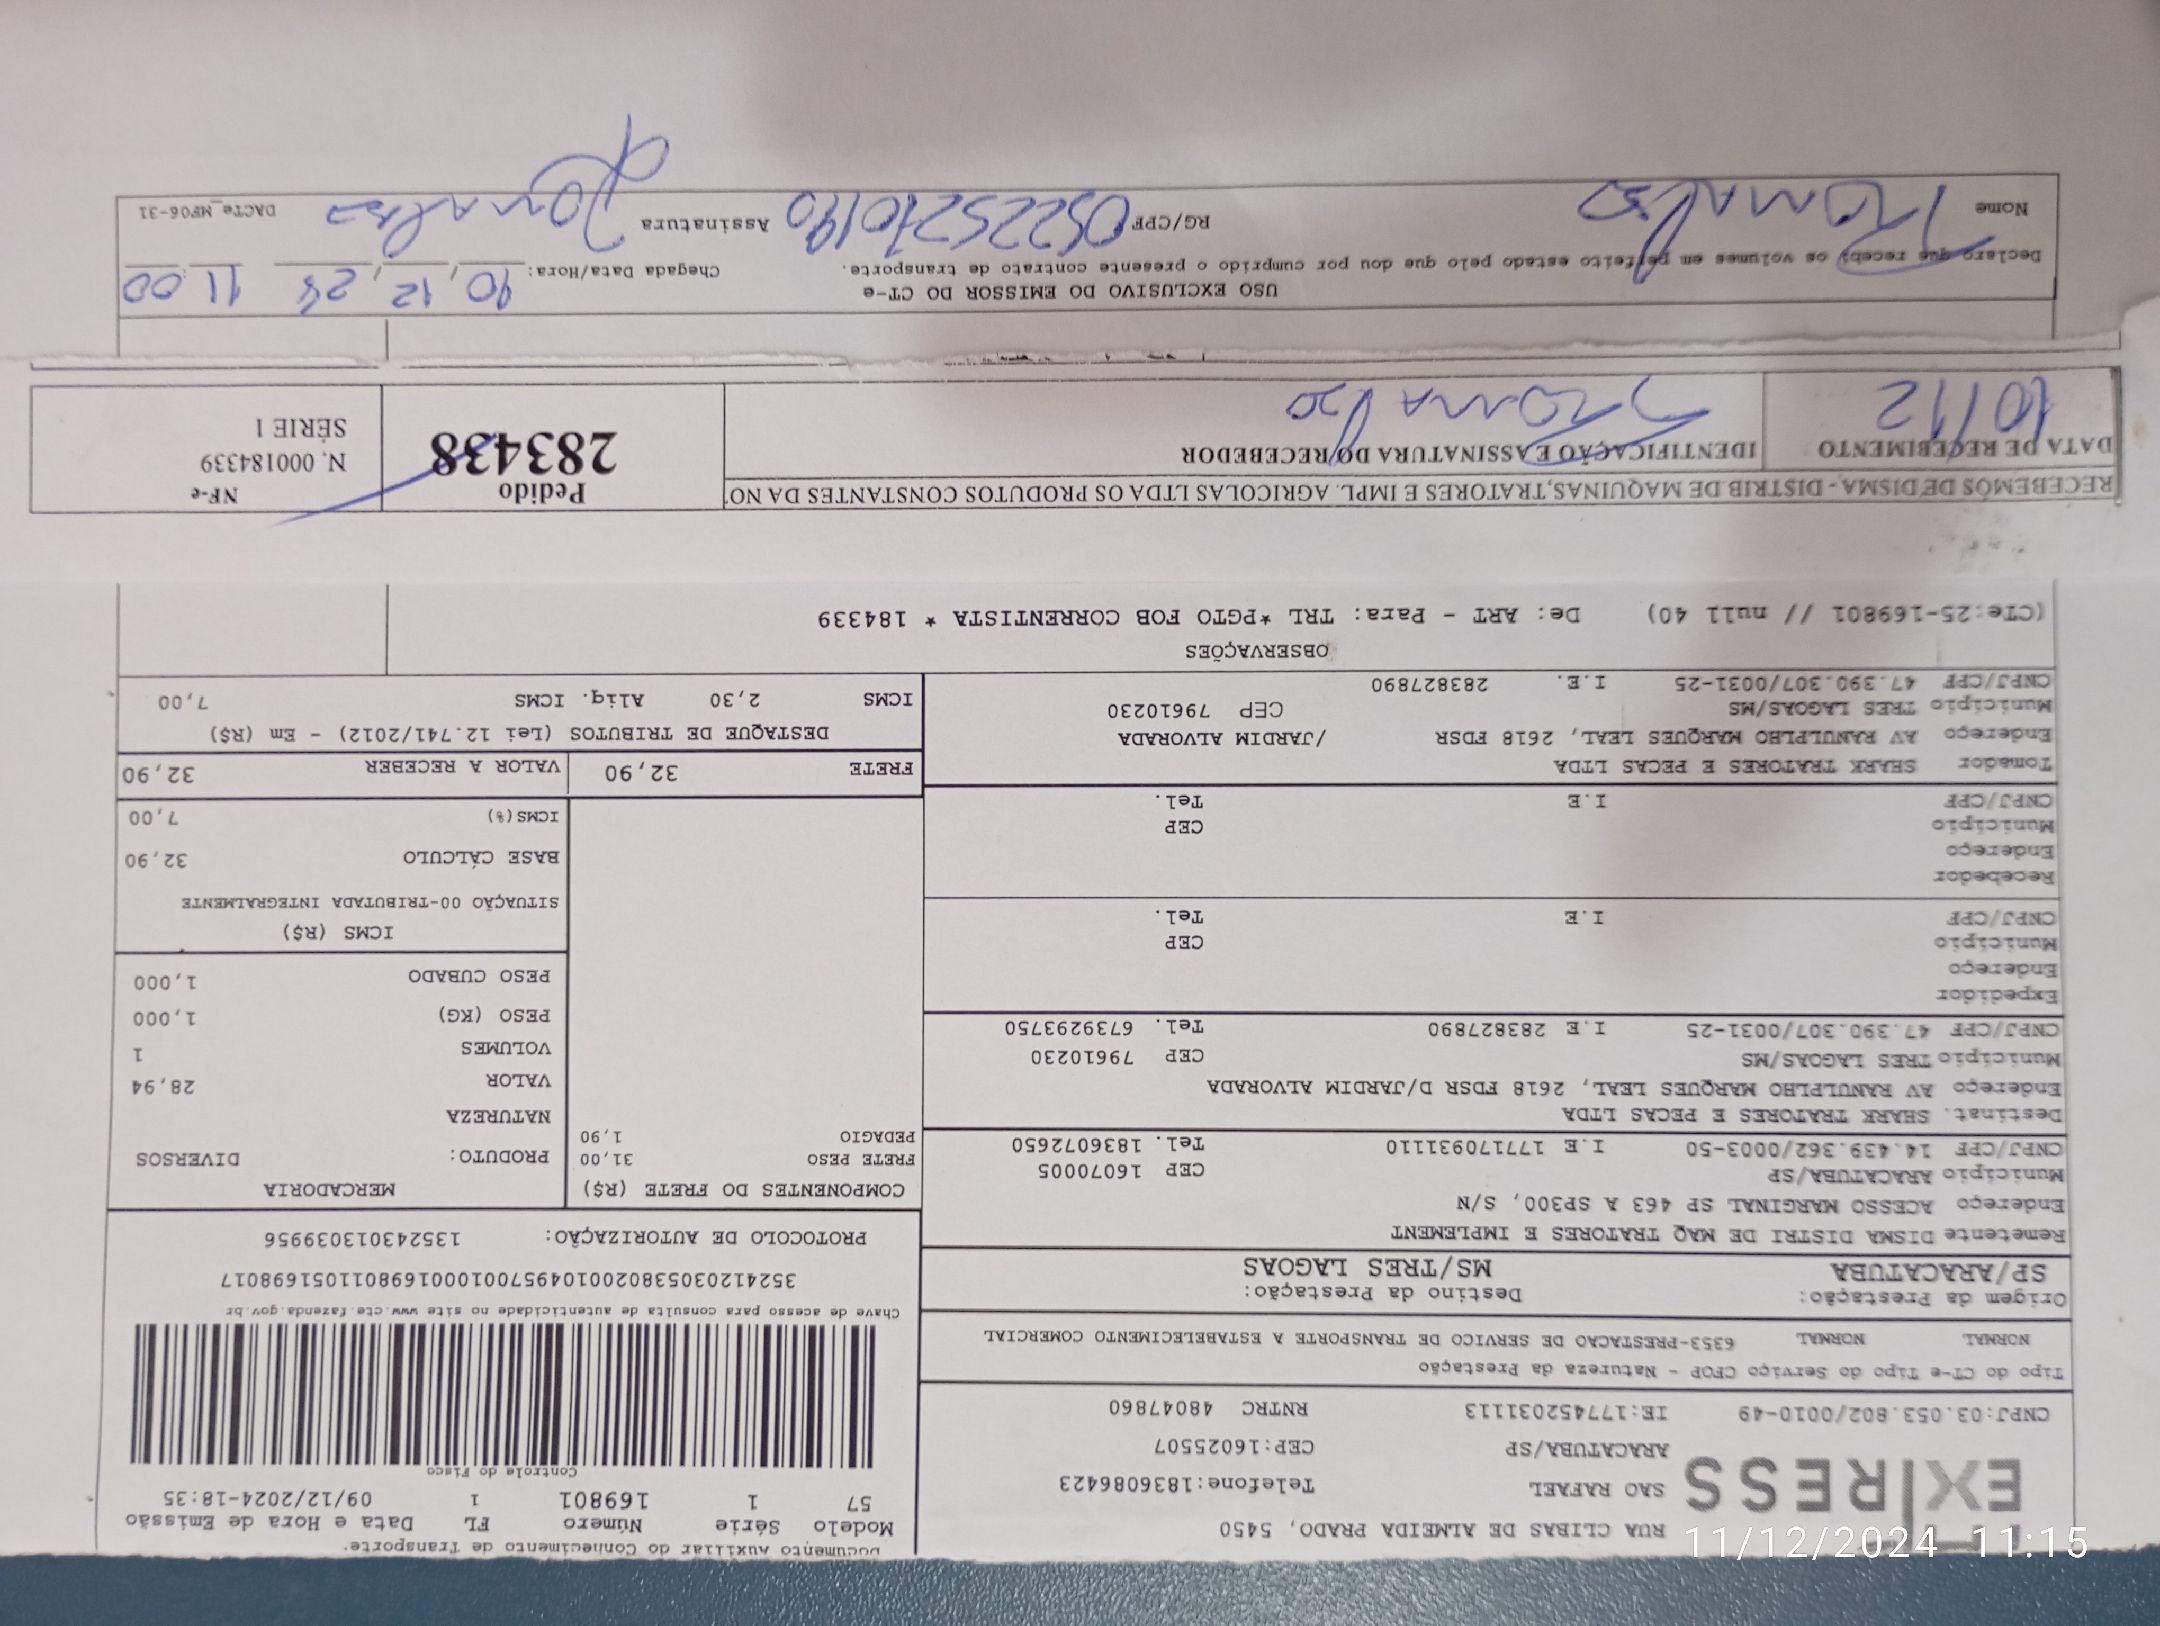 Documento Auxiliar do Conhecimento de Transporte.
RUA CLIBAS DE ALMEIDA PRADO, 5450
EX RESS
SAO RAFAEL Telefone:1836086423
ARACATUBA/SP CEP:16025507
CNPJ:03.053.802/0010-49 IE:177452031113 RNTRC 48047860
Modelo Série Número FL Data e Hora de Emissão
57 1 169801 1 09/12/2024-18:35
Controle do Fisco
Chave de acesso para consulta de autenticidade no site www.cte.fazenda.gov.br
35241203053802001049570010001698011051698017
PROTOCOLO DE AUTORIZAÇÃO: 135243013039956
Tipo do CT-e Tipo do Serviço CFOP - Natureza da Prestação
NORMAL NORMAL 6353-PRESTACAO DE SERVICO DE TRANSPORTE A ESTABELECIMENTO COMERCIAL
Origem da Prestação: Destino da Prestação:
SP/ARACATUBA MS/TRES LAGOAS
Remetente DISMA DISTRI DE MAQ TRATORES E IMPLEMENT
Endereço ACESSO MARGINAL SP 463 A SP300, S/N
Município ARACATUBA/SP CEP 16070005
CNPJ/CPF 14.439.362/0003-50 I.E 177170931110 Tel. 1836072650
Destinat. SHARK TRATORES E PECAS LTDA
Endereço AV RANULPLHO MARQUES LEAL, 2618 FDSR D/JARDIM ALVORADA
Município TRES LAGOAS/MS CEP 79610230
CNPJ/CPF 47.390.307/0031-25 I.E 283827890 Tel. 6739293750
Expedidor
Endereço
Município CEP
CNPJ/CPF I.E Tel.
Recebedor
Endereço
Município CEP
CNPJ/CPF I.E Tel.
Tomador SHARK TRATORES E PECAS LTDA
Endereço AV RANULPLHO MARQUES LEAL, 2618 FDSR /JARDIM ALVORADA
Município TRES LAGOAS/MS CEP 79610230
CNPJ/CPF 47.390.307/0031-25 I.E. 283827890
COMPONENTES DO FRETE (R$)
FRETE PESO 31,00
PEDAGIO 1,90
MERCADORIA
PRODUTO: DIVERSOS
NATUREZA
VALOR 28,94
VOLUMES 1
PESO (KG) 1,000
PESO CUBADO 1,000
ICMS (R$)
SITUAÇÃO 00-TRIBUTADA INTEGRALMENTE
BASE CÁLCULO 32,90
ICMS(%) 7,00
FRETE 32,90 VALOR A RECEBER 32,90
DESTAQUE DE TRIBUTOS (Lei 12.741/2012) - Em (R$)
ICMS 2,30 Aliq. ICMS 7,00
OBSERVAÇÕES
(CTe:25-169801 // null 40) De: ART - Para: TRL *PGTO FOB CORRENTISTA * 184339
RECEBEMOS DE DISMA - DISTRIB DE MAQUINAS,TRATORES E IMPL. AGRICOLAS LTDA OS PRODUTOS CONSTANTES DA NO
DATA DE RECEBIMENTO IDENTIFICAÇÃO E ASSINATURA DO RECEBEDOR
10/12
Pedido
283438
NF-e
N. 000184339
SÉRIE 1
USO EXCLUSIVO DO EMISSOR DO CT-e
Declaro que recebi os volumes em perfeito estado pelo que dou por cumprido o presente contrato de transporte.
Chegada Data/Hora: 10, 12, 24 11:00
Nome RG/CPF Assinatura
DACTe_MF06-31
11/12/2024 11:15